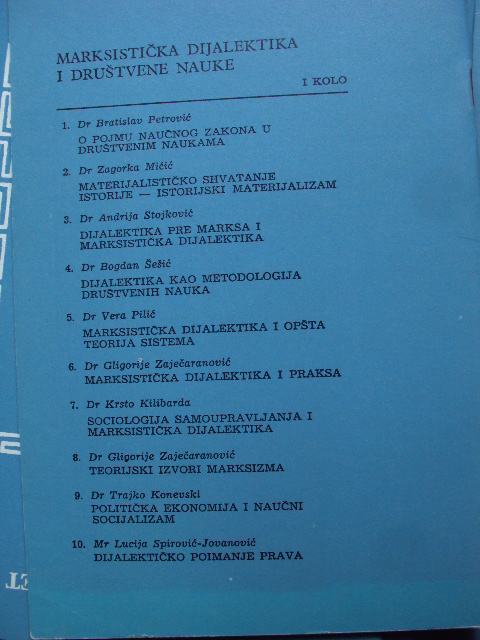 MARKSISTIČKA DIJALEKTIKA
I DRUŠTVENE NAUKE
I KOLO
1. Dr Bratislav Petrović
O POJMU NAUČNOG ZAKONA U
DRUŠTVENIM NAUKAMA
2. Dr Zagorka Mičić
MATERIJALISTIČKO SHVATANJE
ISTORIJE — ISTORIJSKI MATERIJALIZAM
3. Dr Andrija Stojković
DIJALEKTIKA PRE MARKSA I
MARKSISTIČKA DIJALEKTIKA
4. Dr Bogdan Šešić
DIJALEKTIKA KAO METODOLOGIJA
DRUŠTVENIH NAUKA
5. Dr Vera Pilić
MARKSISTIČKA DIJALEKTIKA I OPŠTA
TEORIJA SISTEMA
6. Dr Gligorije Zaječaranović
MARKSISTIČKA DIJALEKTIKA I PRAKSA
7. Dr Krsto Kilibarda
SOCIOLOGIJA SAMOUPRAVLJANJA I
MARKSISTIČKA DIJALEKTIKA
8. Dr Gligorije Zaječaranović
TEORIJSKI IZVORI MARKSIZMA
9. Dr Trajko Konevski
POLITIČKA EKONOMIJA I NAUČNI
SOCIJALIZAM
10. Mr Lucija Spirović-Jovanović
DIJALEKTIČKO POIMANJE PRAVA